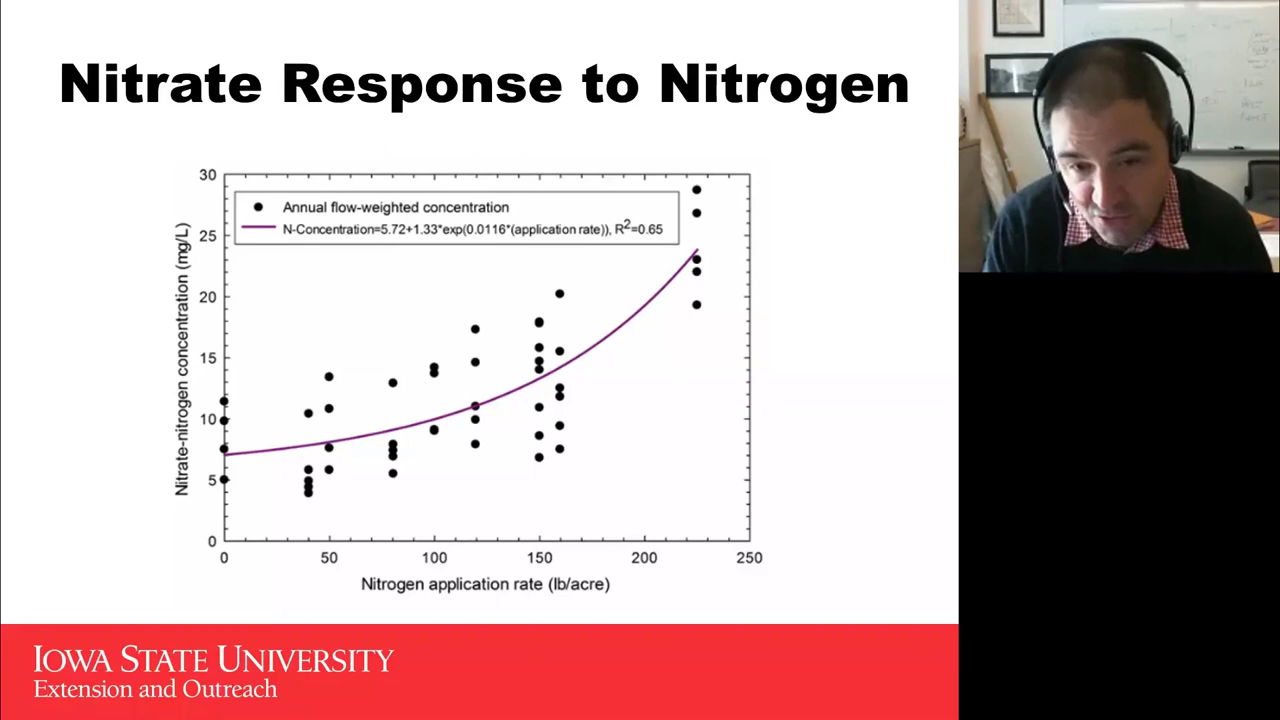 Nitrate Response to Nitrogen
30
25
20
15
10
5
0
Nitrate-nitrogen concentration (mg/L)
Annual flow-weighted concentration
N-Concentration=5.72+1.33*exp(0.0116*(application rate)), R2=0.65
0 50 100 150 200 250
Nitrogen application rate (lb/acre)
IOWA STATE UNIVERSITY
Extension and Outreach